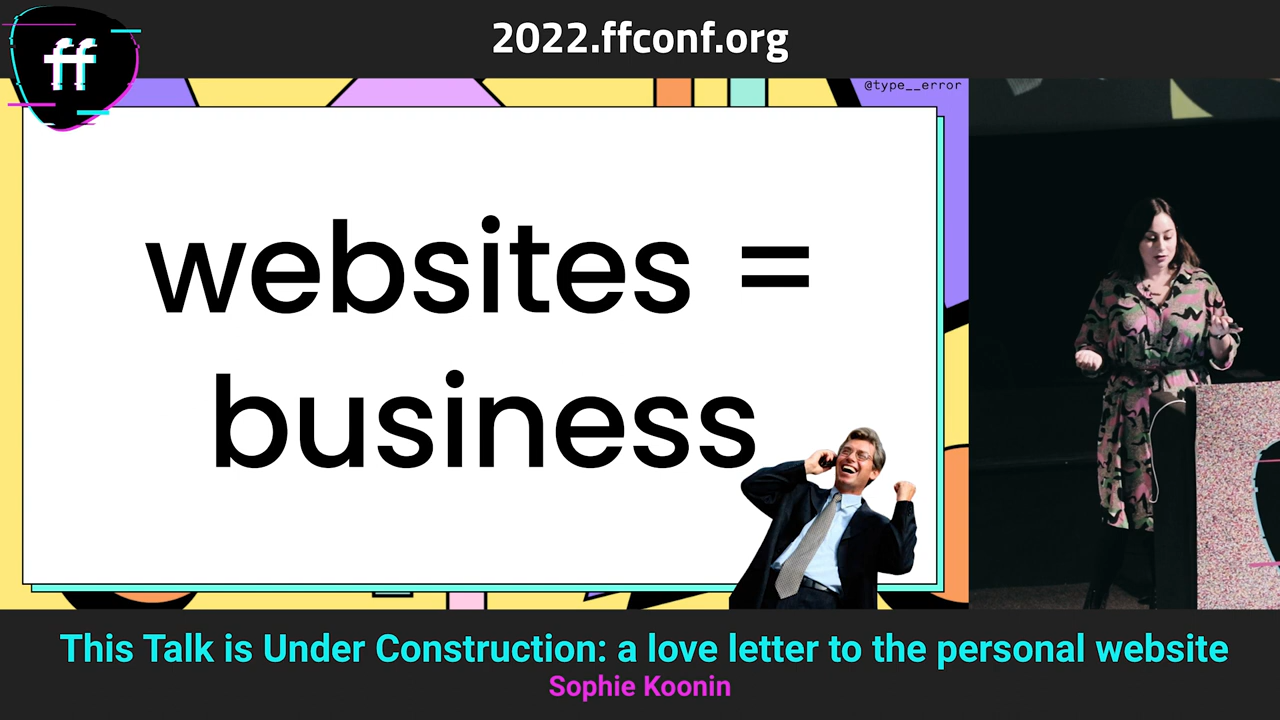 2022.ffconf.org
ff
@type__error
websites =
business
This Talk is Under Construction: a love letter to the personal website
Sophie Koonin